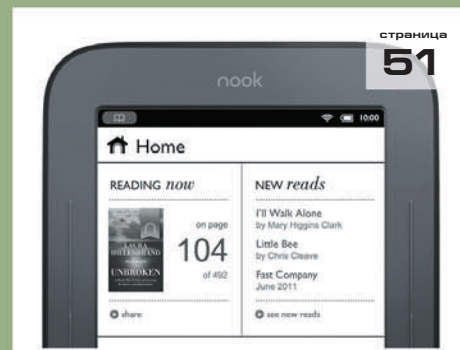 страница
51
nook
10:00
Home
READING now
on page
104
of 492
LAURA
HILLENBRAND
UNBROKEN
share
NEW reads
I'll Walk Alone
by Mary Higgins Clark
Little Bee
by Chris Cleave
Fast Company
June 2011
see new reads